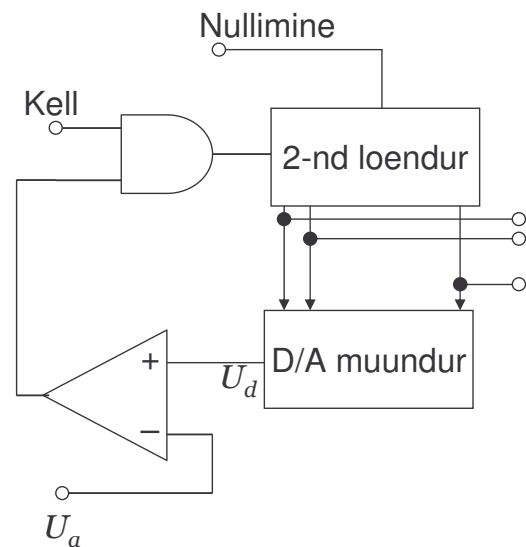 Nullimine
Kell
2-nd loendur
D/A muundur
+
U_d
−
U_a